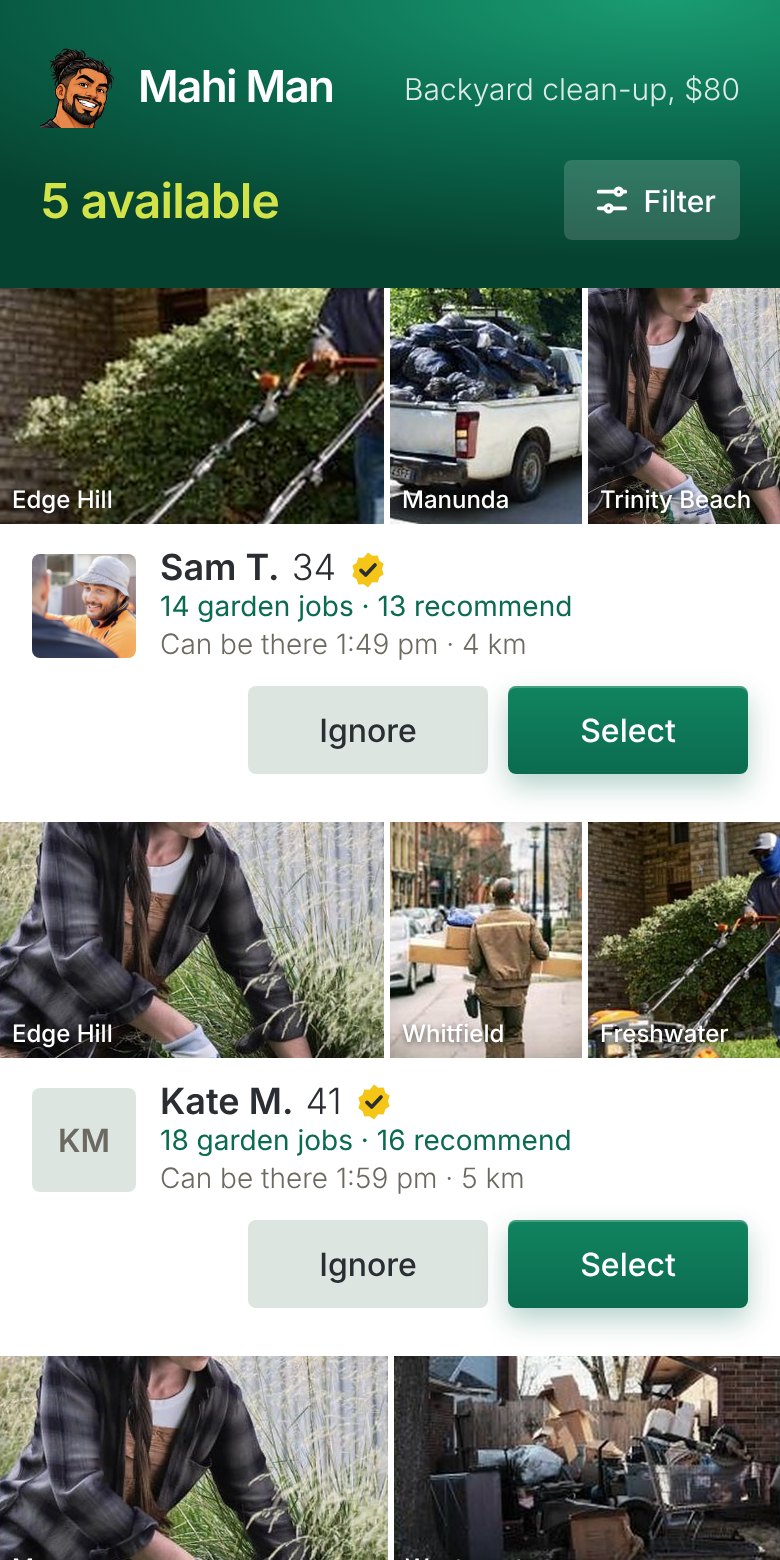 Mahi Man
Backyard clean-up, $80
5 available
Filter
Edge Hill
Manunda
Trinity Beach
Sam T. 34
14 garden jobs · 13 recommend
Can be there 1:49 pm · 4 km
Ignore
Select
Edge Hill
Whitfield
Freshwater
KM
Kate M. 41
18 garden jobs · 16 recommend
Can be there 1:59 pm · 5 km
Ignore
Select